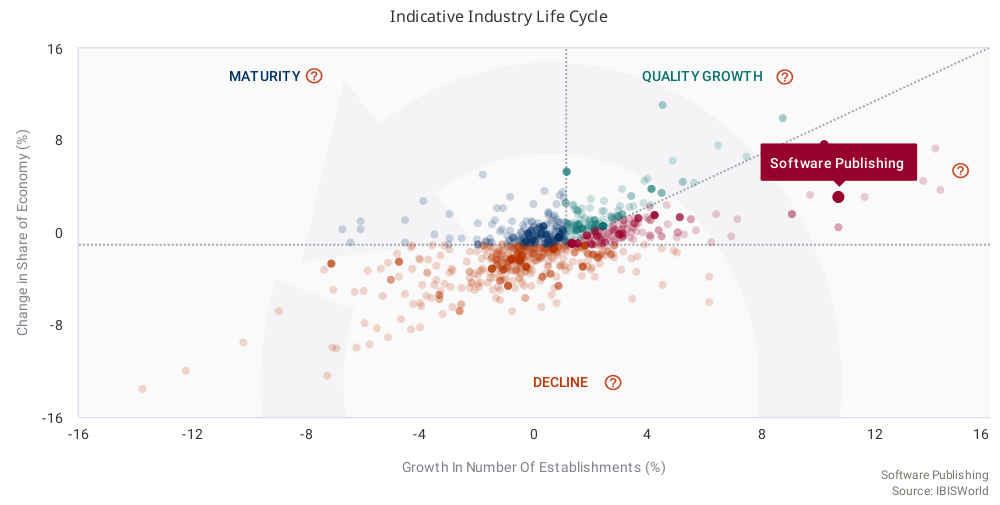 Indicative Industry Life Cycle
16
MATURITY ?
QUALITY GROWTH ?
8
Software Publishing
?
Change in Share of Economy (%)
0
-8
DECLINE ?
-16
-16 -12 -8 -4 0 4 8 12 16
Growth In Number Of Establishments (%)
Software Publishing
Source: IBISWorld